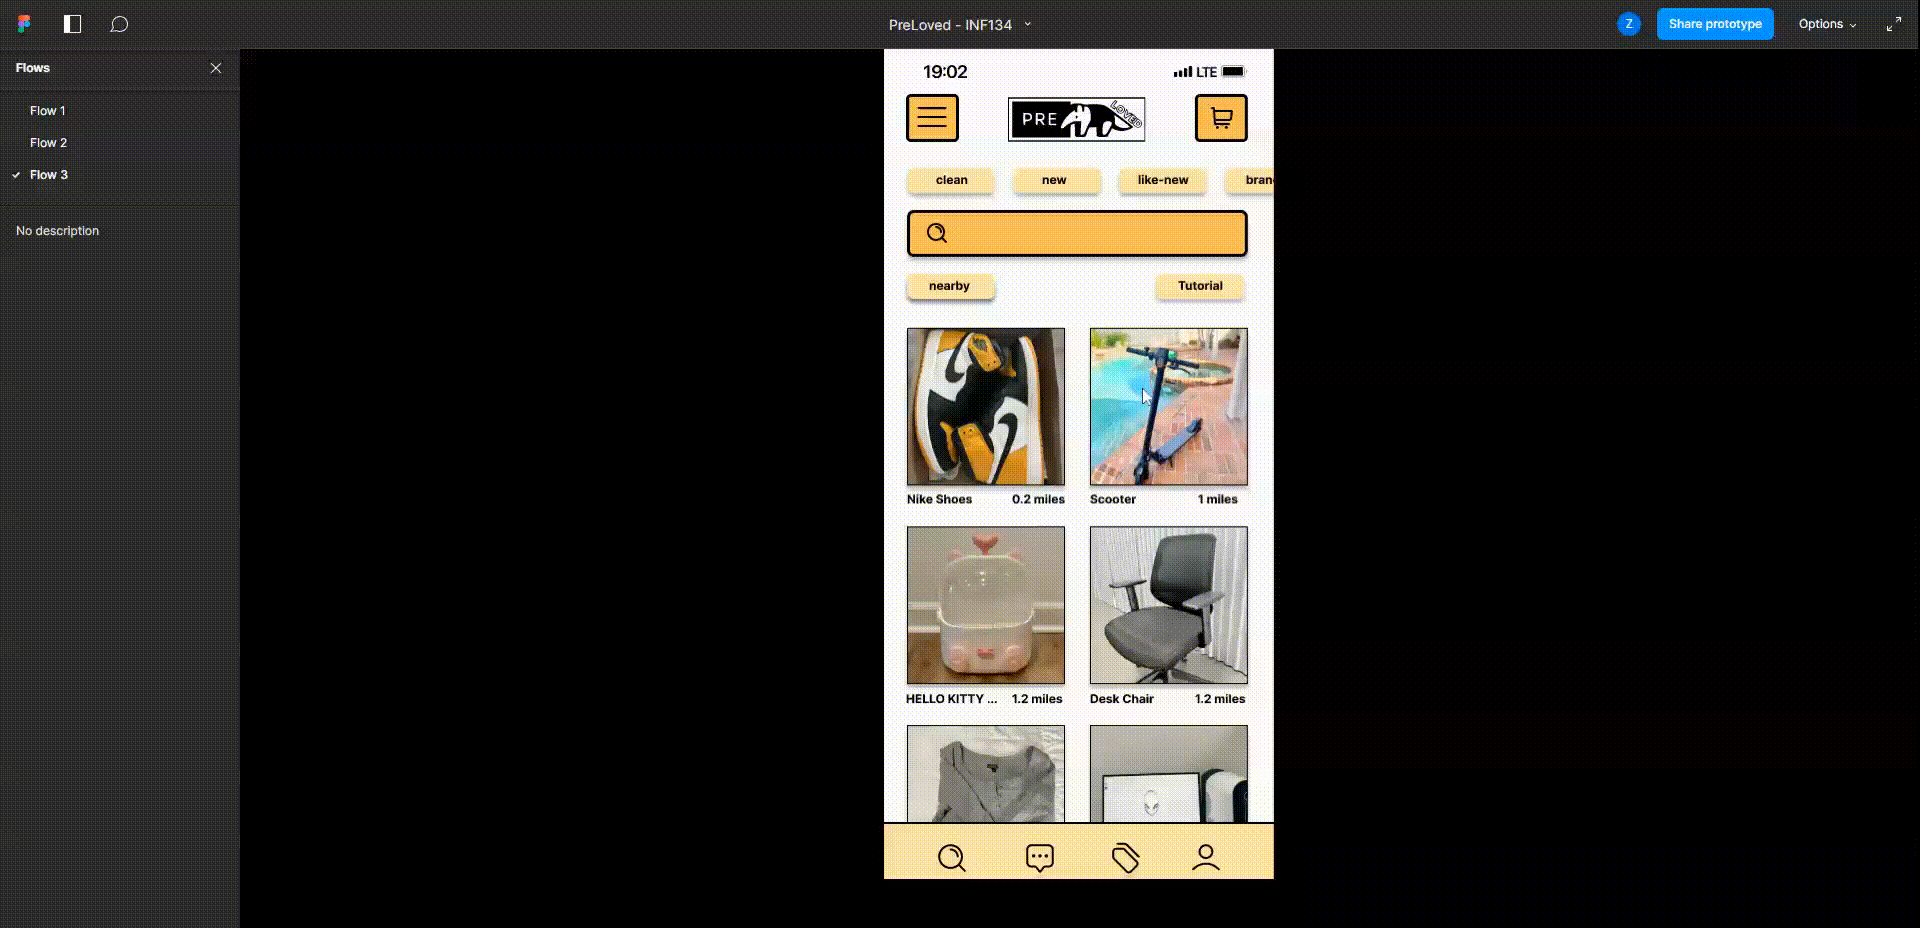 PreLoved - INF134
Z
Share prototype
Options
Flows
Flow 1
Flow 2
Flow 3
No description
19:02
LTE
PRE LOVED
clean new like-new bran
nearby Tutorial
Nike Shoes 0.2 miles
Scooter 1 miles
HELLO KITTY ... 1.2 miles
Desk Chair 1.2 miles